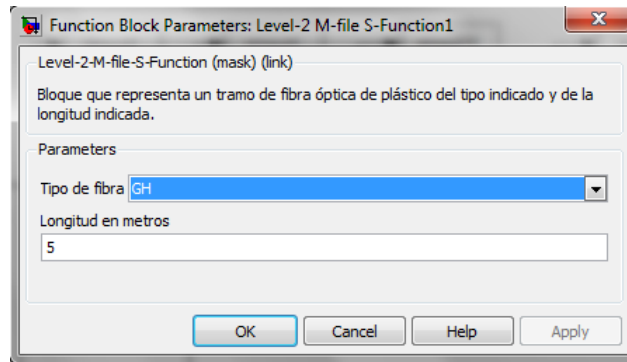 Function Block Parameters: Level-2 M-file S-Function1
Level-2-M-file-S-Function (mask) (link)
Bloque que representa un tramo de fibra óptica de plástico del tipo indicado y de la
longitud indicada.
Parameters
Tipo de fibra GH
Longitud en metros
5
OK Cancel Help Apply